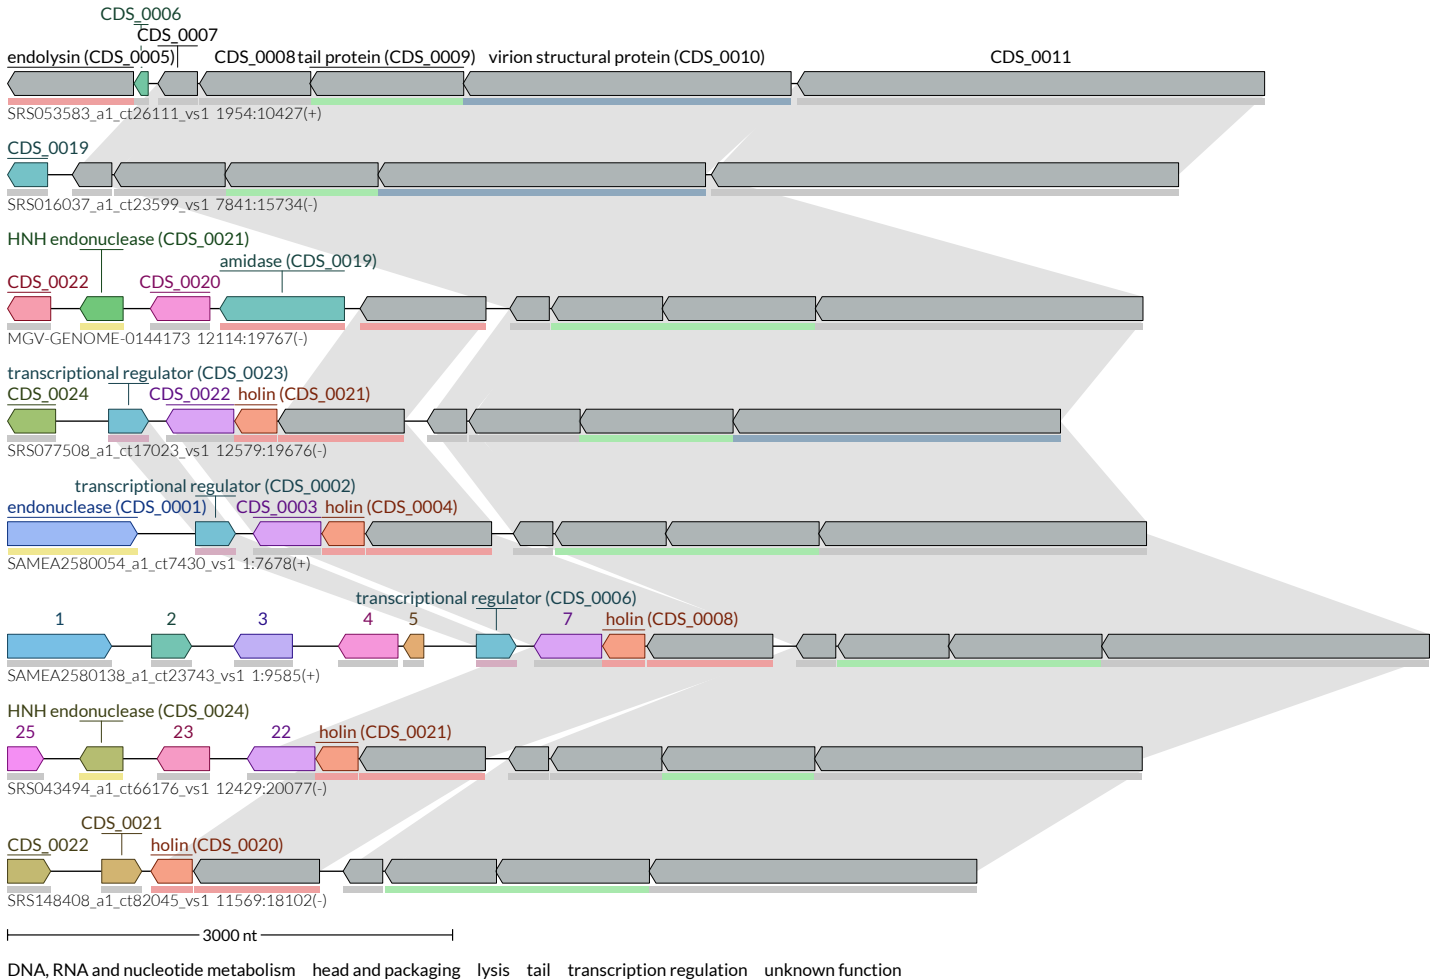 CDS_0006
CDS_0007
endolysin (CDS_0005) CDS_0008 tail protein (CDS_0009) virion structural protein (CDS_0010) CDS_0011
SRS053583_a1_ct26111_vs1 1954:10427(+)
CDS_0019
SRS016037_a1_ct23599_vs1 7841:15734(-)
HNH endonuclease (CDS_0021)
amidase (CDS_0019)
CDS_0022 CDS_0020
MGV-GENOME-0144173 12114:19767(-)
transcriptional regulator (CDS_0023)
CDS_0024 CDS_0022 holin (CDS_0021)
SRS077508_a1_ct17023_vs1 12579:19676(-)
transcriptional regulator (CDS_0002)
endonuclease (CDS_0001) CDS_0003 holin (CDS_0004)
SAMEA2580054_a1_ct7430_vs1 1:7678(+)
transcriptional regulator (CDS_0006)
1 2 3 4 5 7 holin (CDS_0008)
SAMEA2580138_a1_ct23743_vs1 1:9585(+)
HNH endonuclease (CDS_0024)
25 23 22 holin (CDS_0021)
SRS043494_a1_ct66176_vs1 12429:20077(-)
CDS_0021
CDS_0022 holin (CDS_0020)
SRS148408_a1_ct82045_vs1 11569:18102(-)
3000 nt
DNA, RNA and nucleotide metabolism head and packaging lysis tail transcription regulation unknown function